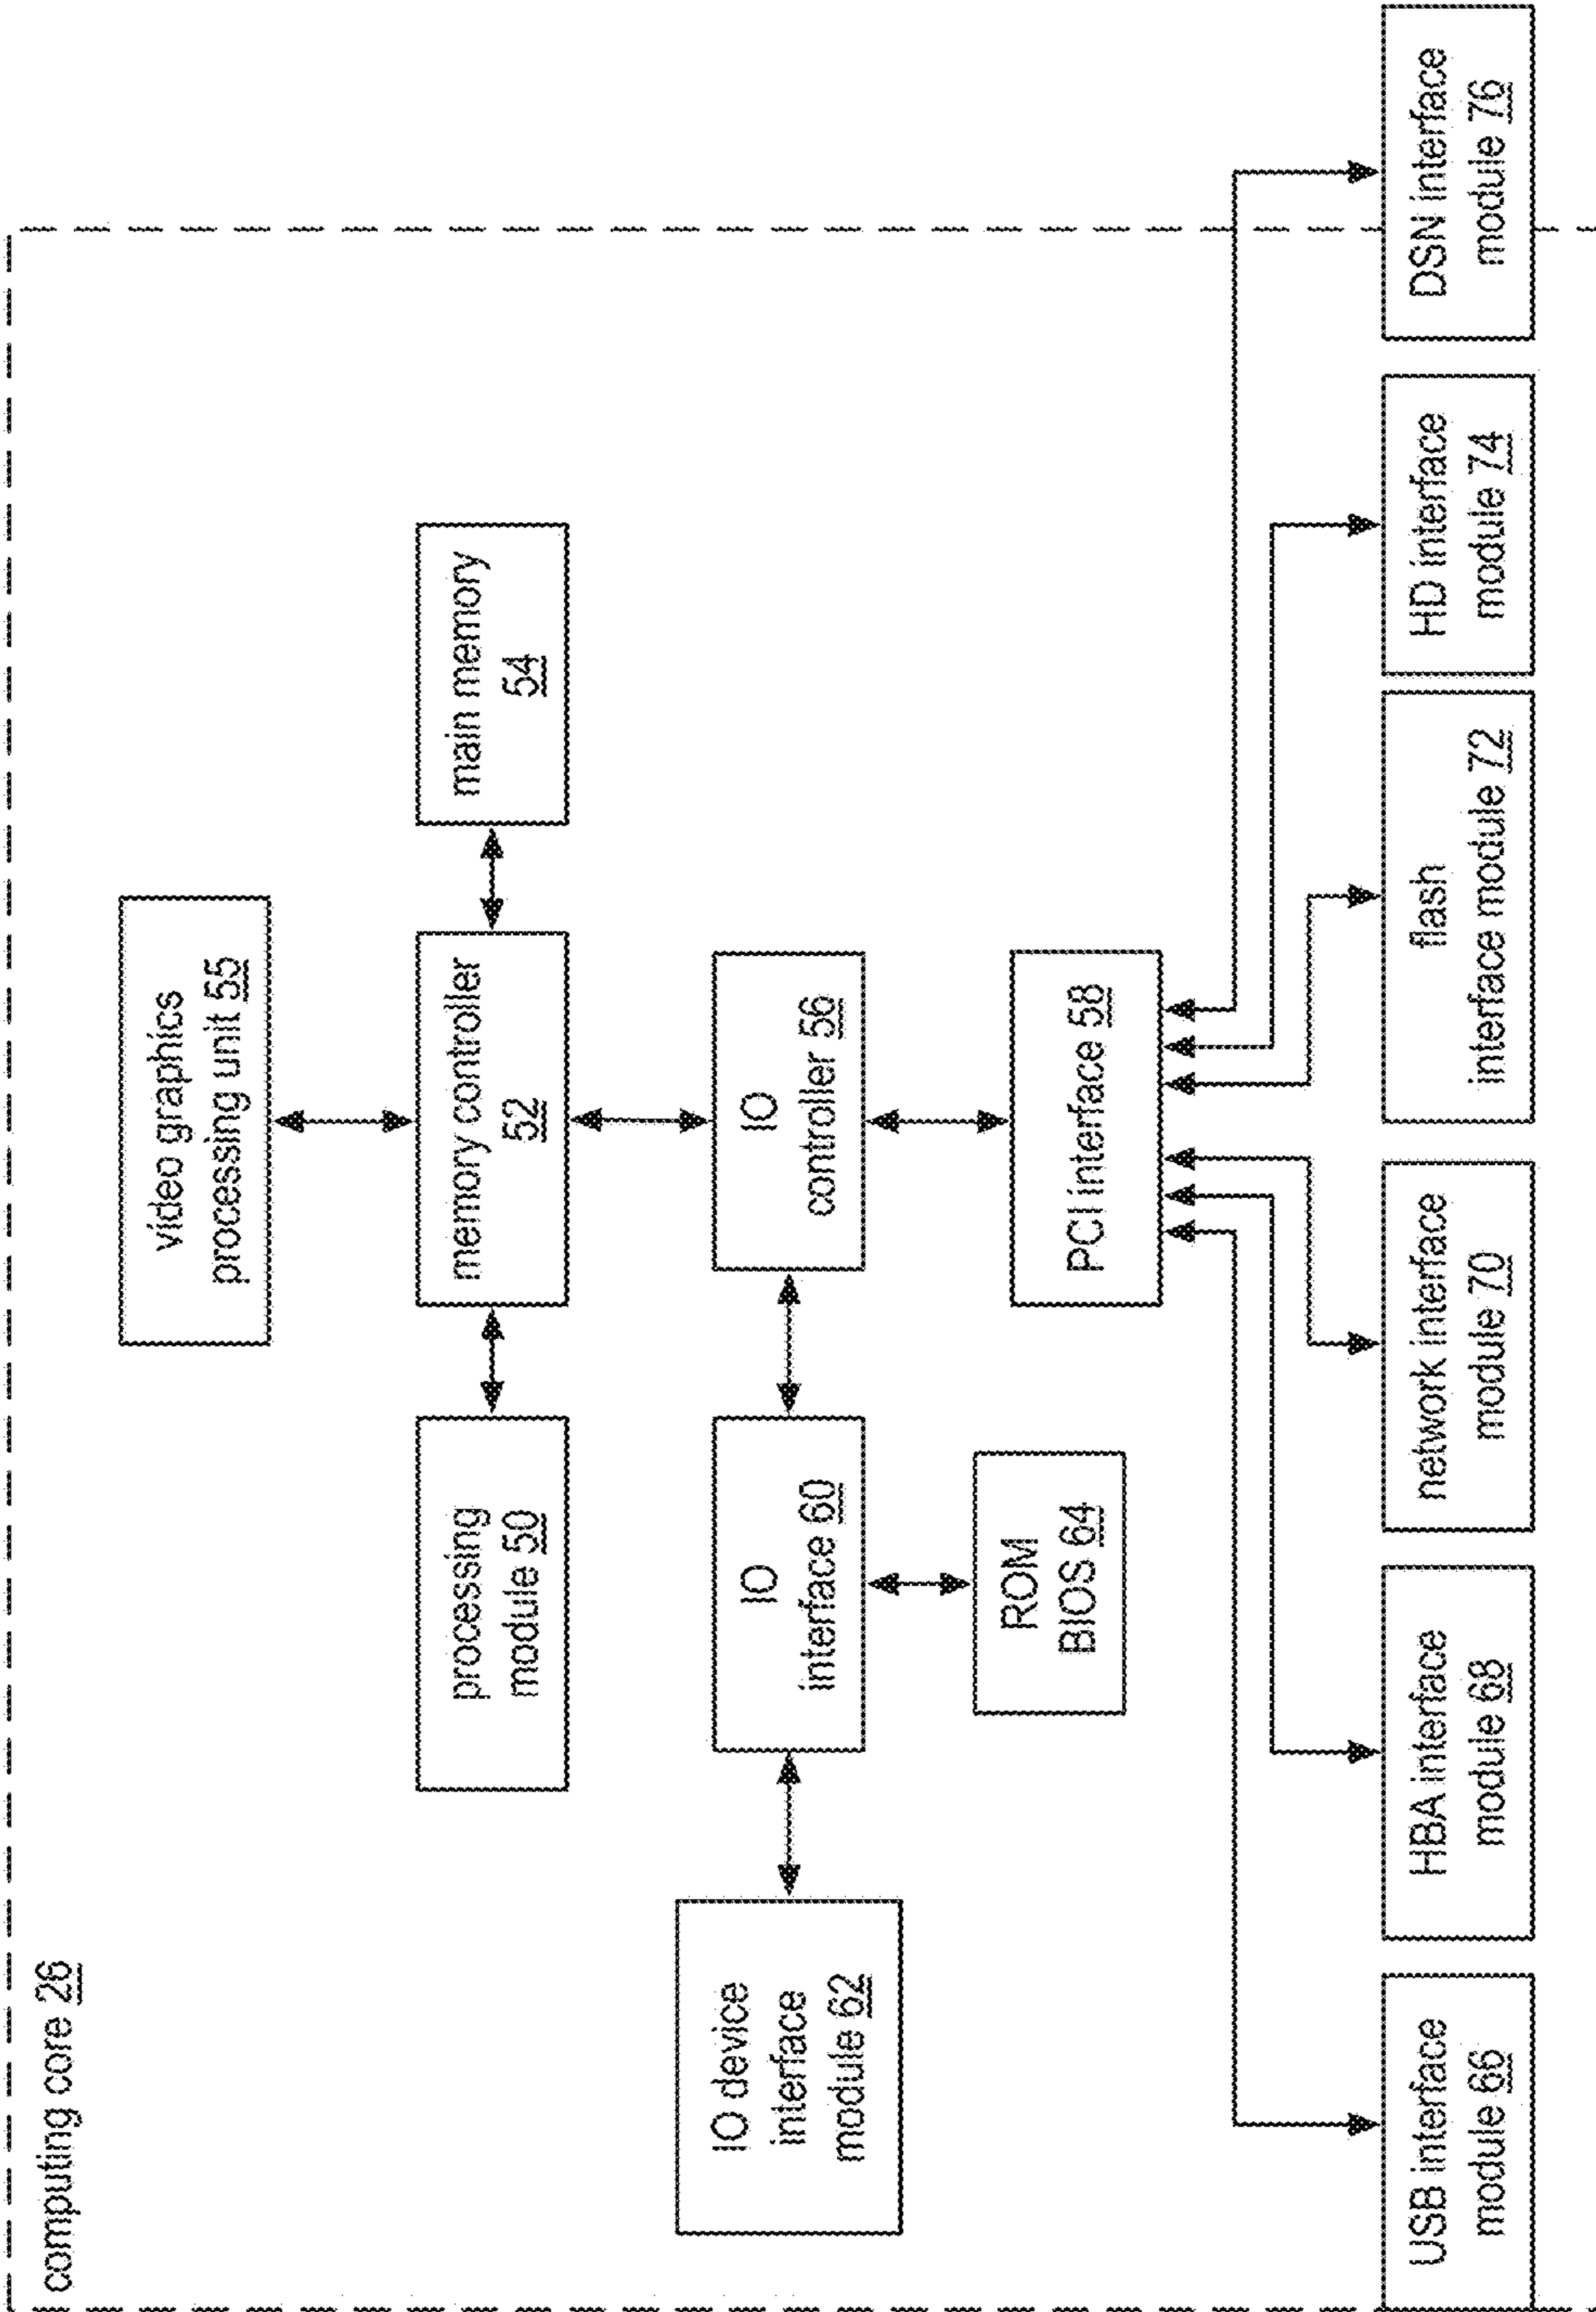 computing core 26
video graphics
processing unit 55
processing
module 50
memory controller
52
main memory
54
IO device
interface
module 62
IO
interface 60
IO
controller 56
ROM
BIOS 64
PCI interface 58
USB interface
module 66
HBA interface
module 68
network interface
module 70
flash
interface module 72
HD interface
module 74
DSN interface
module 76